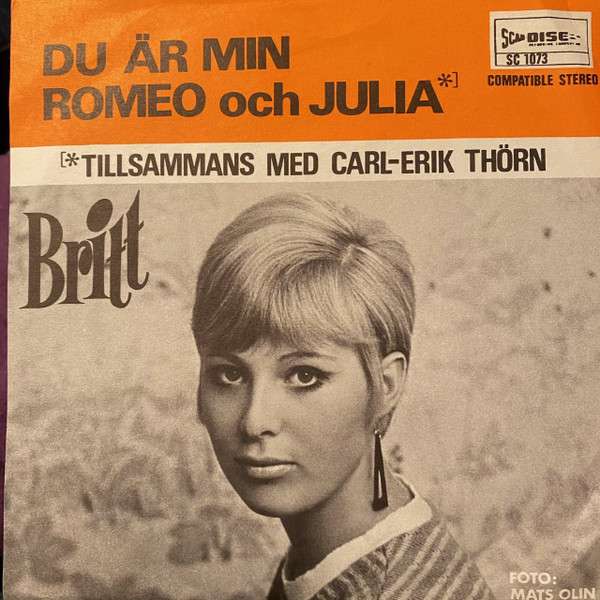 DU ÄR MIN
ROMEO och JULIA*]
SCANDISC
SC 1073
COMPATIBLE STEREO
[*TILLSAMMANS MED CARL-ERIK THÖRN
Britt
FOTO:
MATS OLIN